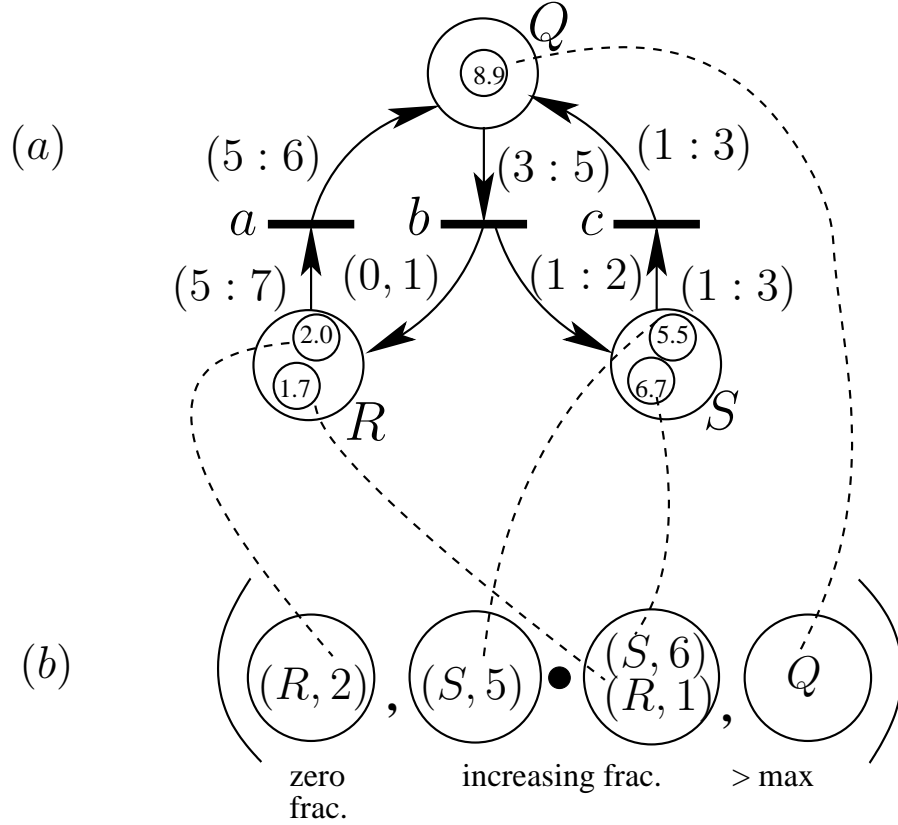 Q
8.9
(a)
(5 : 6)
(3 : 5)
(1 : 3)
a
b
c
(5 : 7)
(0, 1)
(1 : 2)
(1 : 3)
2.0
5.5
1.7
6.7
R
S
(b)
( (R, 2) , (S, 5) • (S, 6) (R, 1) , Q )
zero
frac.
increasing frac.
> max